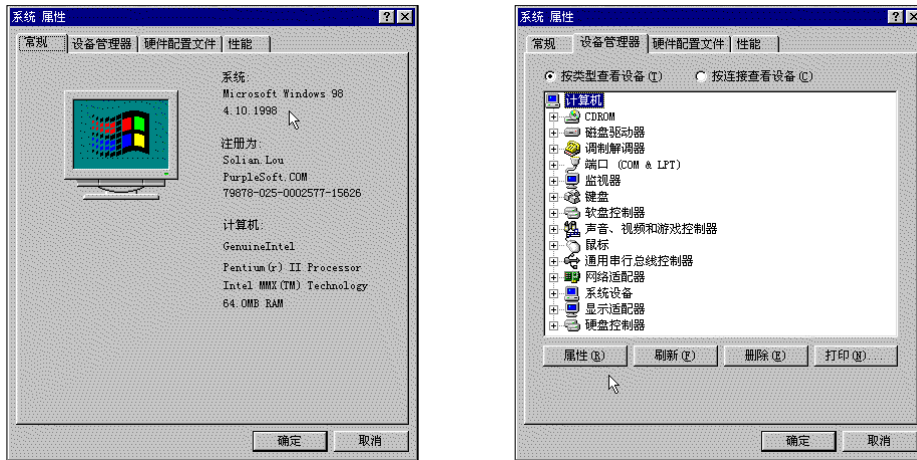 系统 属性
常规 设备管理器 硬件配置文件 性能
系统:
Microsoft Windows 98
4.10.1998
注册为:
Solian.Lou
PurpleSoft.COM
79878-025-0002577-15626
计算机:
GenuineIntel
Pentium(r) II Processor
Intel MMX(TM) Technology
64.0MB RAM
确定 取消
系统 属性
常规 设备管理器 硬件配置文件 性能
按类型查看设备(T) 按连接查看设备(C)
计算机
CDROM
磁盘驱动器
调制解调器
端口 (COM & LPT)
监视器
键盘
软盘控制器
声音、视频和游戏控制器
鼠标
通用串行总线控制器
网络适配器
系统设备
显示适配器
硬盘控制器
属性(R) 刷新(F) 删除(E) 打印(N)...
确定 取消